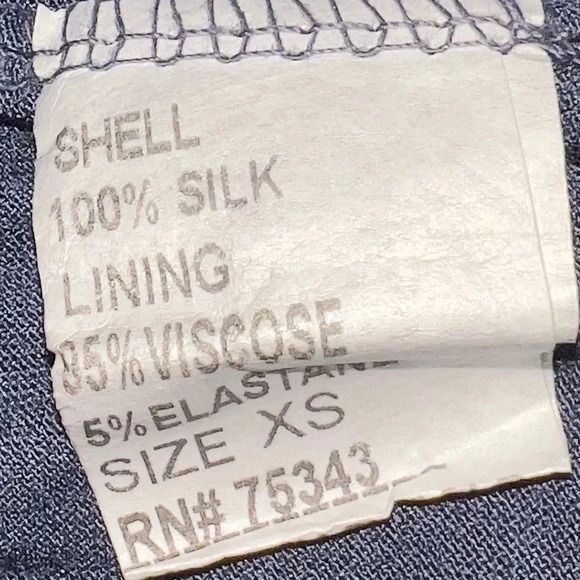 SHELL
100% SILK
LINING
95%VISCOSE
5%ELASTANE
SIZE XS
RN# 75343